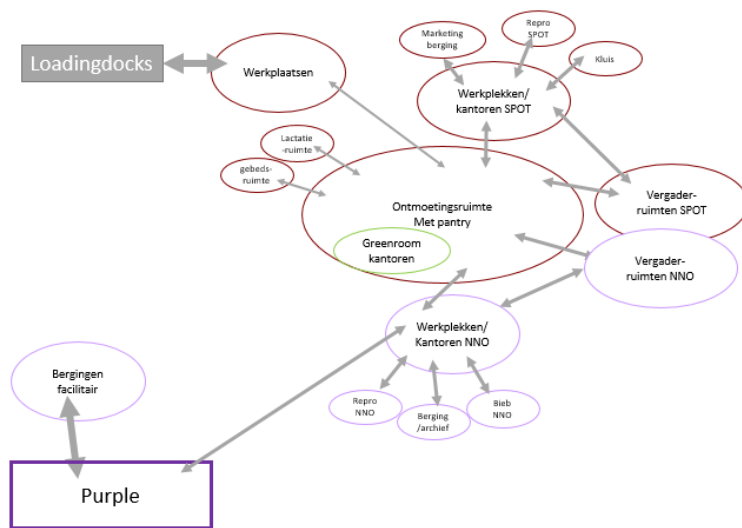 Marketing
berging
Repro
SPOT
Kluis
Loadingdocks
Werkplaatsen
Werkplekken/
kantoren SPOT
Lactatie
-ruimte
gebeds-
ruimte
Ontmoetingsruimte
Met pantry
Greenroom
kantoren
Vergader-
ruimten SPOT
Vergader-
ruimten NNO
Werkplekken/
Kantoren NNO
Bergingen
facilitair
Repro
NNO
Berging
/archief
Bieb
NNO
Purple